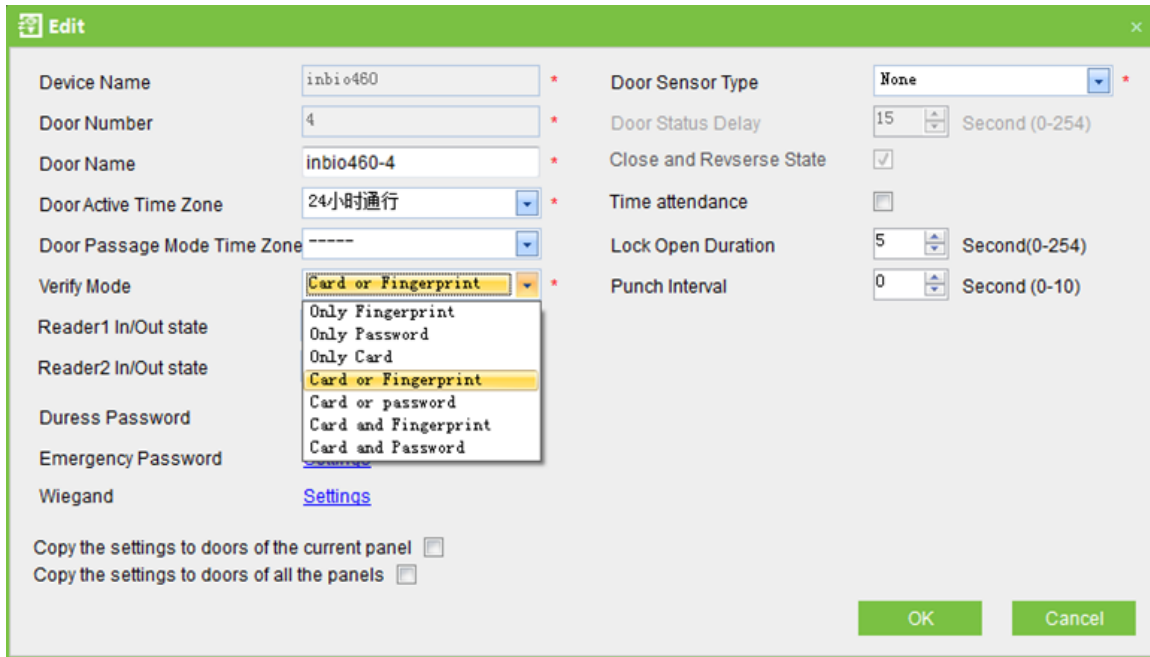 Edit
Device Name inbio460 * Door Sensor Type None *
Door Number 4 * Door Status Delay 15 Second (0-254)
Door Name inbio460-4 * Close and Revserse State
Door Active Time Zone 24小时通行 * Time attendance
Door Passage Mode Time Zone ----- Lock Open Duration 5 Second(0-254)
Verify Mode Card or Fingerprint * Punch Interval 0 Second (0-10)
Only Fingerprint
Reader1 In/Out state Only Password
Only Card
Reader2 In/Out state Card or Fingerprint
Card or password
Duress Password Card and Fingerprint
Card and Password
Emergency Password Settings
Wiegand Settings
Copy the settings to doors of the current panel
Copy the settings to doors of all the panels
OK Cancel